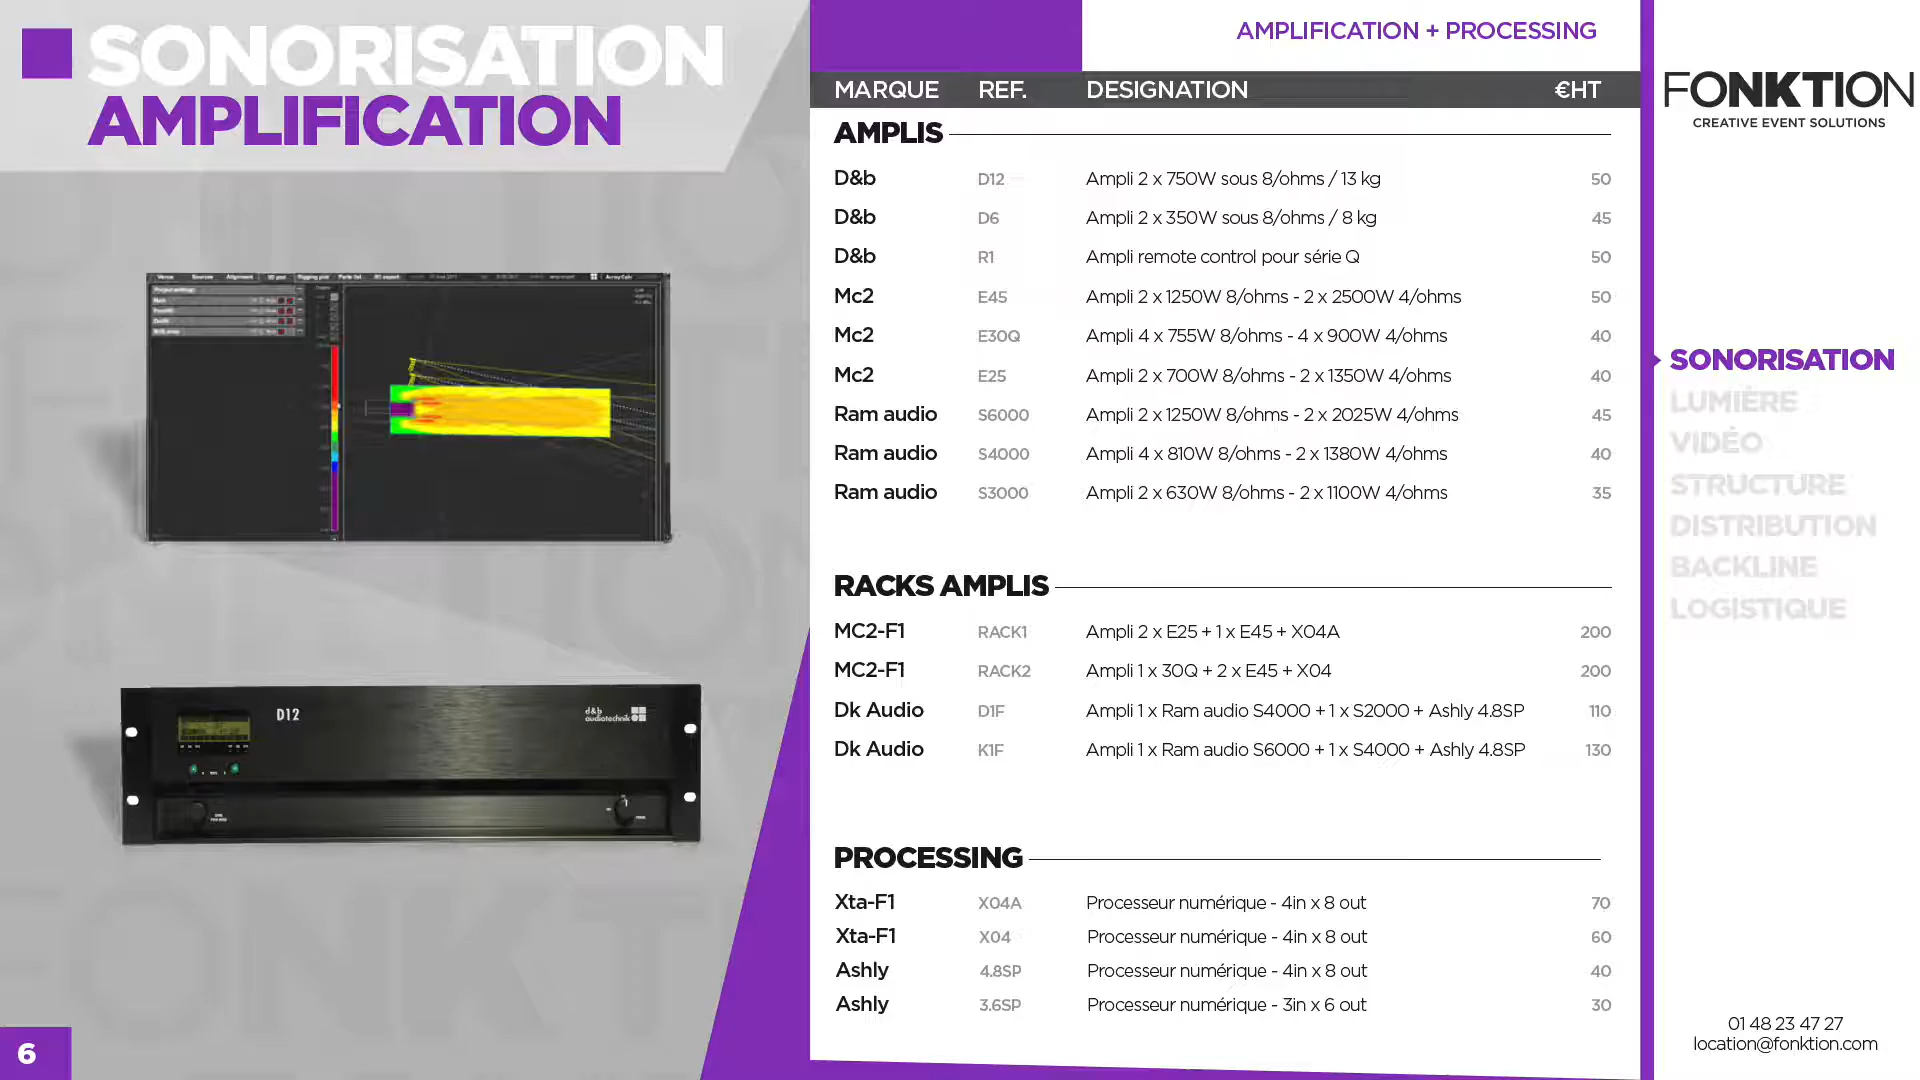 SONORISATION
AMPLIFICATION
AMPLIFICATION + PROCESSING
MARQUE REF. DESIGNATION €HT
AMPLIS
D&b D12 Ampli 2 x 750W sous 8/ohms / 13 kg 50
D&b D6 Ampli 2 x 350W sous 8/ohms / 8 kg 45
D&b R1 Ampli remote control pour série Q 50
Mc2 E45 Ampli 2 x 1250W 8/ohms - 2 x 2500W 4/ohms 50
Mc2 E30Q Ampli 4 x 755W 8/ohms - 4 x 900W 4/ohms 40
Mc2 E25 Ampli 2 x 700W 8/ohms - 2 x 1350W 4/ohms 40
Ram audio S6000 Ampli 2 x 1250W 8/ohms - 2 x 2025W 4/ohms 45
Ram audio S4000 Ampli 4 x 810W 8/ohms - 2 x 1380W 4/ohms 40
Ram audio S3000 Ampli 2 x 630W 8/ohms - 2 x 1100W 4/ohms 35
RACKS AMPLIS
MC2-F1 RACK1 Ampli 2 x E25 + 1 x E45 + X04A 200
MC2-F1 RACK2 Ampli 1 x 30Q + 2 x E45 + X04 200
Dk Audio D1F Ampli 1 x Ram audio S4000 + 1 x S2000 + Ashly 4.8SP 110
Dk Audio K1F Ampli 1 x Ram audio S6000 + 1 x S4000 + Ashly 4.8SP 130
PROCESSING
Xta-F1 X04A Processeur numérique - 4in x 8 out 70
Xta-F1 X04 Processeur numérique - 4in x 8 out 60
Ashly 4.8SP Processeur numérique - 4in x 8 out 40
Ashly 3.6SP Processeur numérique - 3in x 6 out 30
FONKTION
CREATIVE EVENT SOLUTIONS
SONORISATION
LUMIÈRE
VIDÉO
STRUCTURE
DISTRIBUTION
BACKLINE
LOGISTIQUE
01 48 23 47 27
location@fonktion.com
D12
d&b
audiotechnik
6